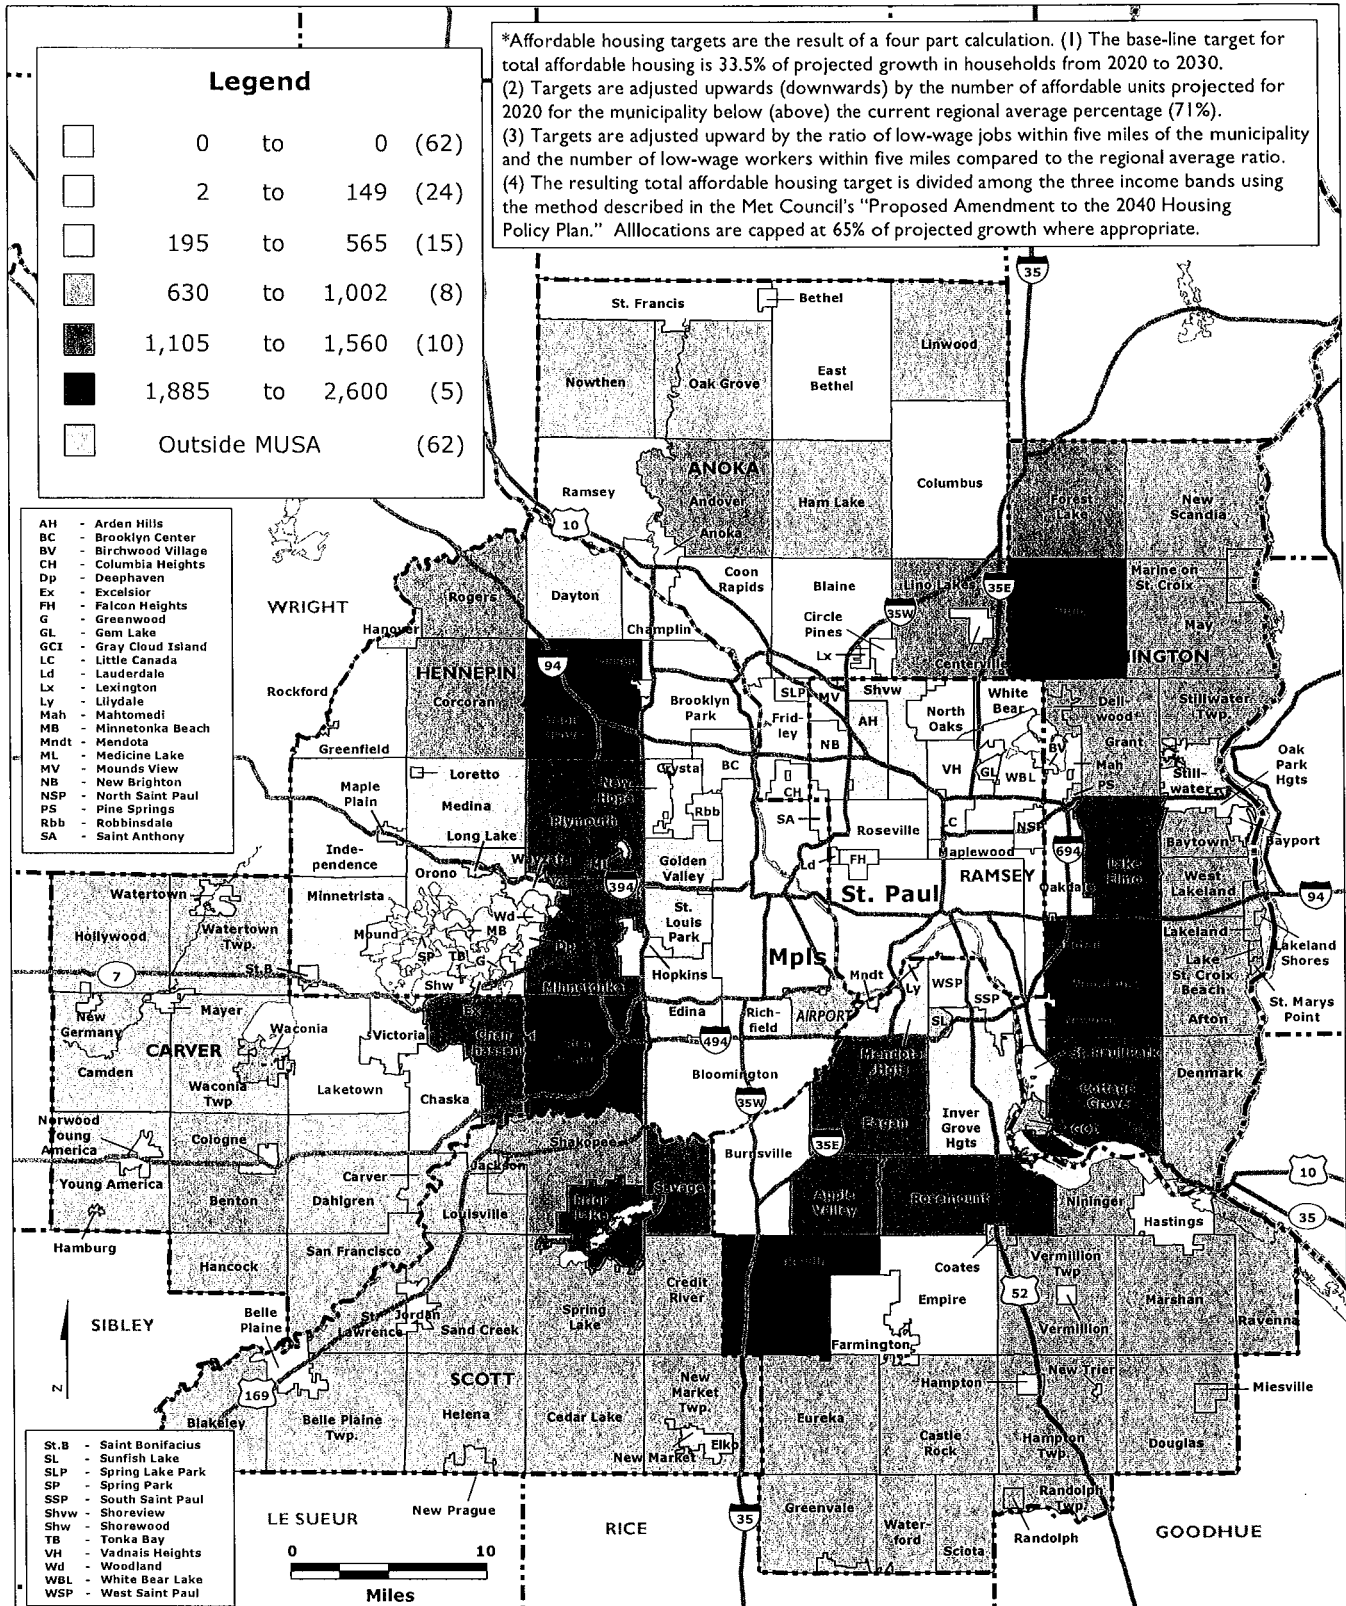 Legend
0 to 0 (62)
2 to 149 (24)
195 to 565 (15)
630 to 1,002 (8)
1,105 to 1,560 (10)
1,885 to 2,600 (5)
Outside MUSA (62)
*Affordable housing targets are the result of a four part calculation. (1) The base-line target for
total affordable housing is 33.5% of projected growth in households from 2020 to 2030.
(2) Targets are adjusted upwards (downwards) by the number of affordable units projected for
2020 for the municipality below (above) the current regional average percentage (71%).
(3) Targets are adjusted upward by the ratio of low-wage jobs within five miles of the municipality
and the number of low-wage workers within five miles compared to the regional average ratio.
(4) The resulting total affordable housing target is divided among the three income bands using
the method described in the Met Council's "Proposed Amendment to the 2040 Housing
Policy Plan." Alllocations are capped at 65% of projected growth where appropriate.
AH - Arden Hills
BC - Brooklyn Center
BV - Birchwood Village
CH - Columbia Heights
Dp - Deephaven
Ex - Excelsior
FH - Falcon Heights
G - Greenwood
GL - Gem Lake
GCI - Gray Cloud Island
LC - Little Canada
Ld - Lauderdale
Lx - Lexington
Ly - Lilydale
Mah - Mahtomedi
MB - Minnetonka Beach
Mndt - Mendota
ML - Medicine Lake
MV - Mounds View
NB - New Brighton
NSP - North Saint Paul
PS - Pine Springs
Rbb - Robbinsdale
SA - Saint Anthony
35
St. Francis
Bethel
Linwood
Nowthen
Oak Grove
East
Bethel
ANOKA
Ramsey
Andover
Ham Lake
Columbus
Forest
Lake
New
Scandia
10
Anoka
Coon
Rapids
Blaine
Lino Lakes
35E
35W
Marine on
St. Croix
WRIGHT
Rogers
Dayton
Circle
Pines
Hanover
Champlin
Lx
Centerville
May
INGTON
HENNEPIN
94
Rockford
Corcoran
Brooklyn
Park
SLP
MV
Shvw
White
Bear
North
Oaks
Dell-
wood
Stillwater
Twp.
Frid-
ley
AH
NB
Grant
Greenfield
Loretto
Crystal
BC
VH
GL
WBL
BV
Mah
PS
Still-
water
Oak
Park
Hgts
Maple
Plain
Medina
New
Hope
CH
Rbb
Plymouth
Long Lake
SA
Roseville
LC
NSP
Baytown
Bayport
Inde-
pendence
Orono
Ld
FH
Maplewood
694
Lake
Elmo
Golden
Valley
394
West
Lakeland
Minnetrista
St. Paul
RAMSEY
Oakdale
94
Watertown
Watertown
Twp.
Hollywood
Wd
MB
Mound
SP
TB
G
Dp
St.
Louis
Park
Mpls
Lakeland
Lake
St. Croix
Beach
Lakeland
Shores
7
St.B
Shw
Minnetonka
Hopkins
Mndt
Ly
WSP
SSP
St. Marys
Point
Mayer
New
Germany
Waconia
Victoria
Edina
Rich-
field
AIRPORT
SL
Afton
CARVER
494
Mendota
Hgts
Camden
Waconia
Twp
Laketown
Chaska
Bloomington
35W
Cottage
Grove
Denmark
Norwood
Young
America
Cologne
Shakopee
35E
Eagan
Inver
Grove
Hgts
GCI
Young America
Benton
Carver
Dahlgren
Jackson
Louisville
Burnsville
Savage
Prior
Lake
Apple
Valley
Rosemount
Nininger
Hastings
10
35
Hamburg
Hancock
San Francisco
Credit
River
Coates
Empire
Vermillion
Twp
Vermillion
52
Marshan
Ravenna
SIBLEY
Belle
Plaine
St.
Lawrence
Jordan
Sand Creek
Spring
Lake
Farmington
N
169
SCOTT
Helena
Cedar Lake
New
Market
Twp.
Hampton
New Trier
Miesville
Blakeley
Belle Plaine
Twp.
Eureka
Castle
Rock
Hampton
Twp.
Douglas
New Market
Elko
New Prague
Greenvale
Water-
ford
Sciota
Randolph
Twp.
Randolph
LE SUEUR
RICE
35
GOODHUE
St.B - Saint Bonifacius
SL - Sunfish Lake
SLP - Spring Lake Park
SP - Spring Park
SSP - South Saint Paul
Shvw - Shoreview
Shw - Shorewood
TB - Tonka Bay
VH - Vadnais Heights
Wd - Woodland
WBL - White Bear Lake
WSP - West Saint Paul
0 10
Miles